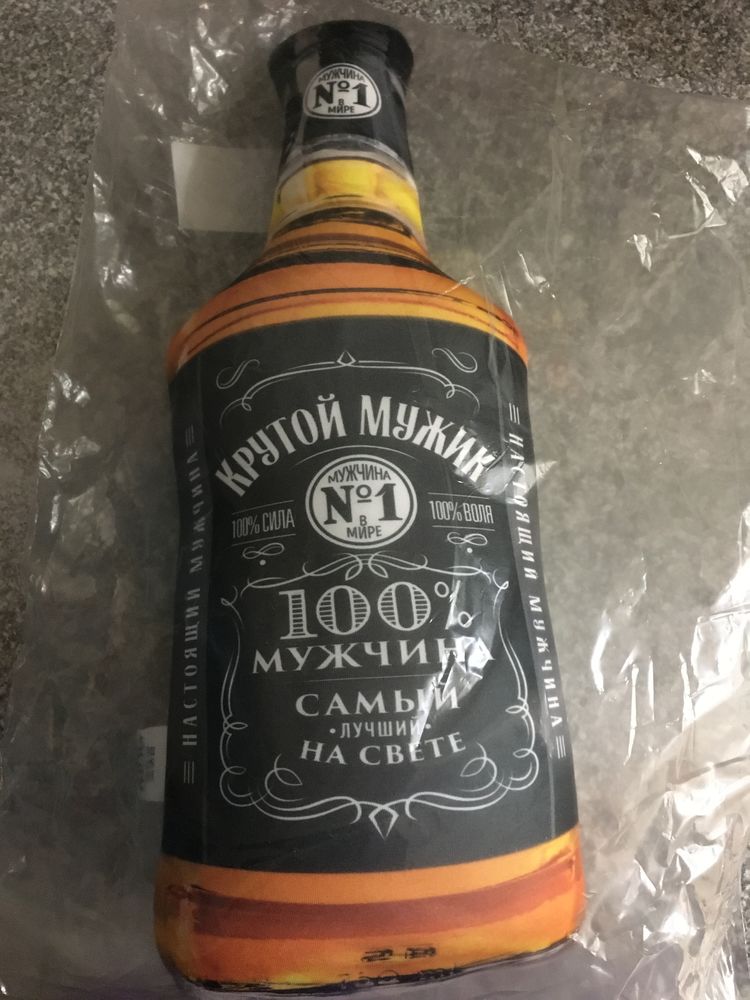 МУЖЧИНА
№1
В
МИРЕ
КРУТОЙ МУЖИК
МУЖЧИНА
№1
В
МИРЕ
100% СИЛА
100% ВОЛЯ
100%
МУЖЧИНА
САМЫЙ
•ЛУЧШИЙ•
НА СВЕТЕ
НАСТОЯЩИЙ МУЖЧИНА
НАСТОЯЩИЙ МУЖЧИНА